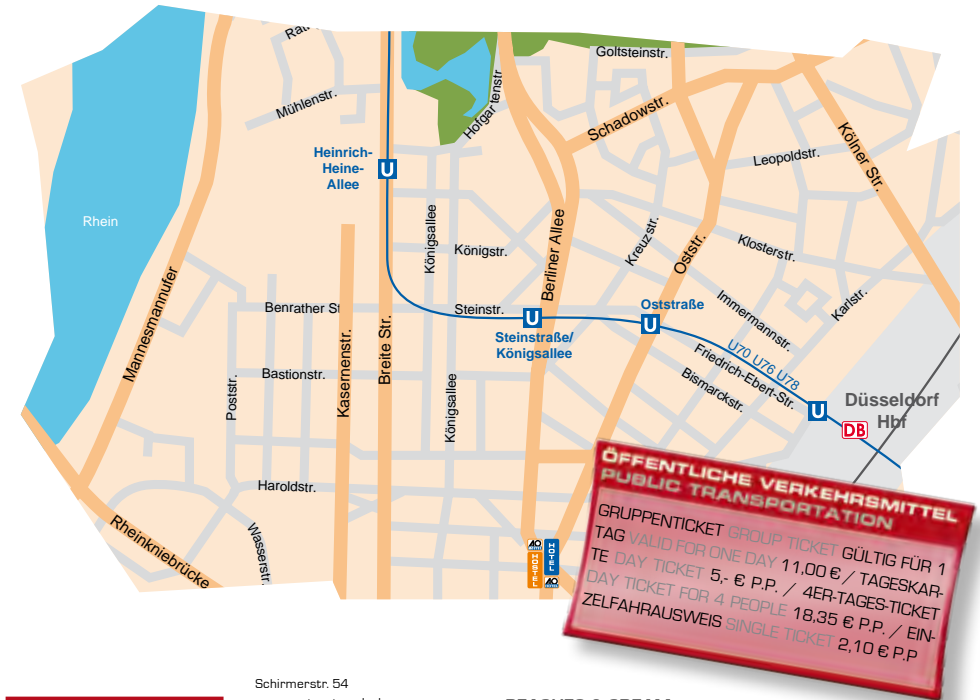 Rat
Goltsteinstr.
Mühlenstr.
Hofgartenstr
Schadowstr.
Kölner Str.
Leopoldstr.
Heinrich-
Heine-
Allee
U
Rhein
Königsallee
Königstr.
Berliner Allee
Kreuzstr.
Oststr.
Klosterstr.
Mannesmannufer
Benrather St
Steinstr.
U
Steinstraße/
Königsallee
Oststraße
U
Immermannstr.
Karlstr.
Kasernenstr.
Breite Str.
U70 U76 U78
Friedrich-Ebert-Str.
Bismarckstr.
Poststr.
Bastionstr.
Königsallee
U
Düsseldorf
Hbf
DB
Haroldstr.
Rheinkniebrücke
Wasserstr.
AO
HOSTEL
HOTEL
AO
ÖFFENTLICHE VERKEHRSMITTEL
PUBLIC TRANSPORTATION
GRUPPENTICKET GROUP TICKET GÜLTIG FÜR 1
TAG VALID FOR ONE DAY 11,00 € / TAGESKAR-
TE DAY TICKET 5,- € P.P. / 4ER-TAGES-TICKET
DAY TICKET FOR 4 PEOPLE 18,35 € P.P. / EIN-
ZELFAHRAUSWEIS SINGLE TICKET 2,10 € P.P
Schirmerstr. 54